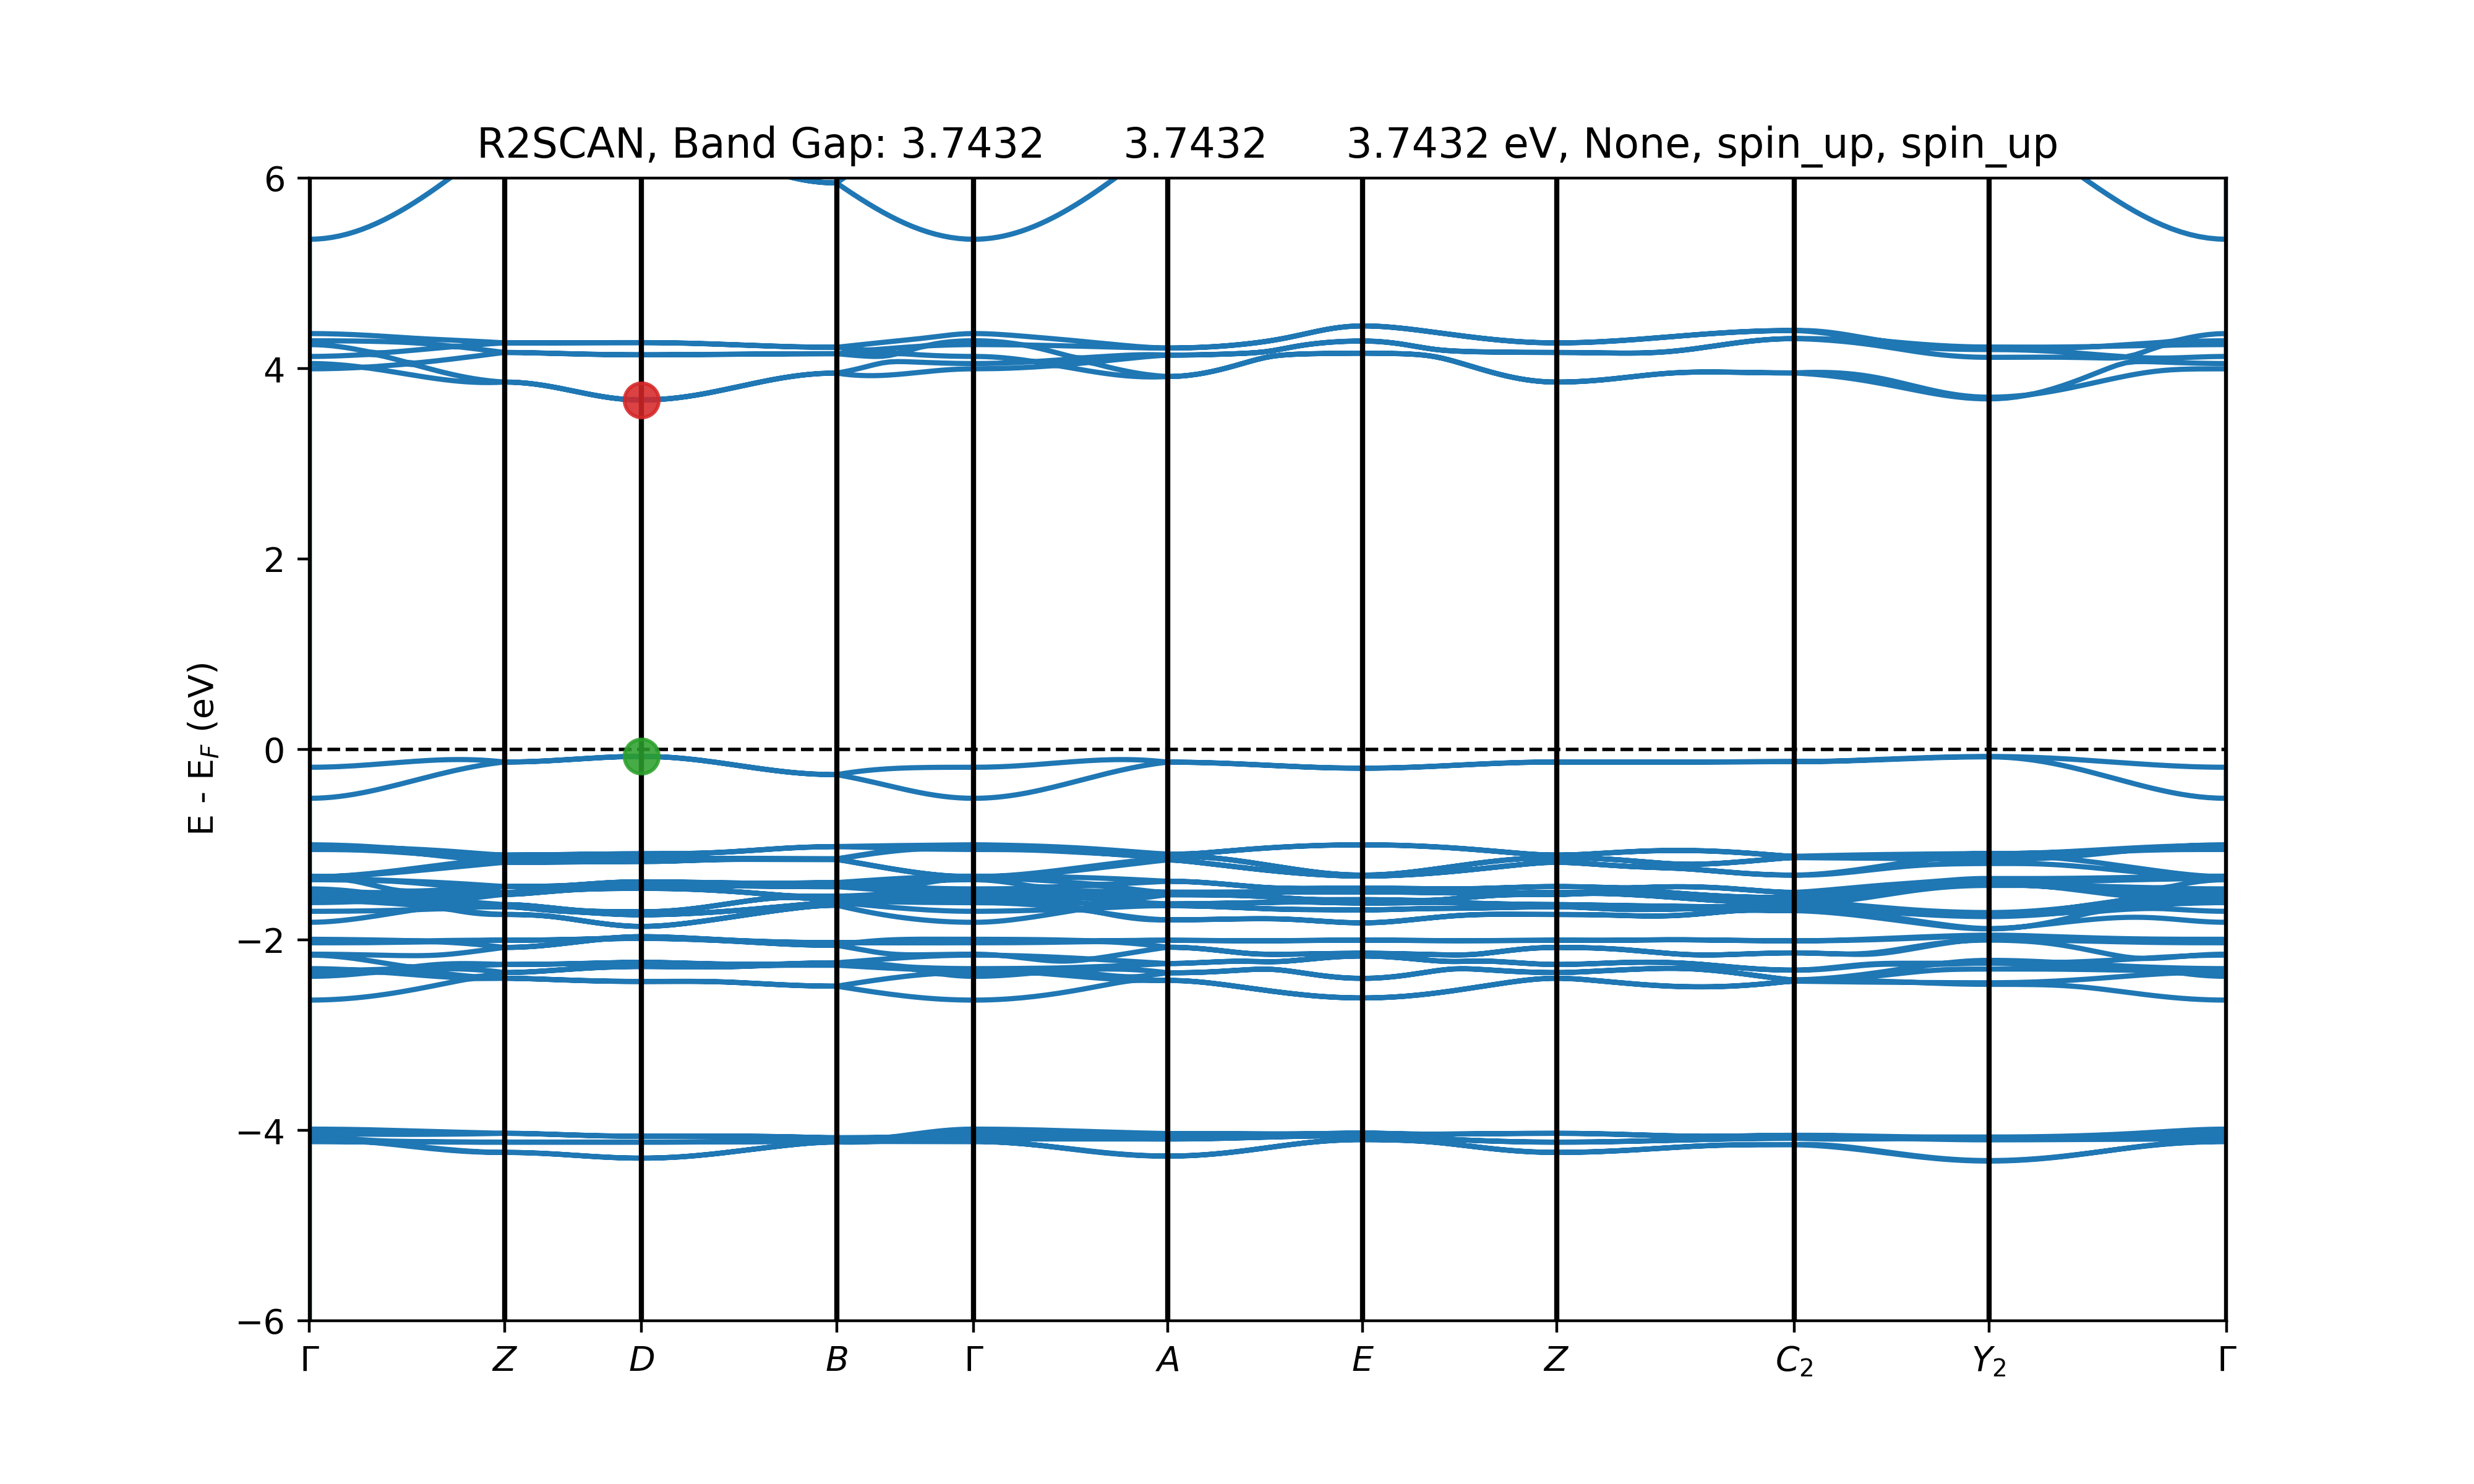 R2SCAN, Band Gap: 3.7432 3.7432 3.7432 eV, None, spin_up, spin_up
E - E_F (eV)
6
4
2
0
−2
−4
−6
Γ Z D B Γ A E Z C₂ Y₂ Γ